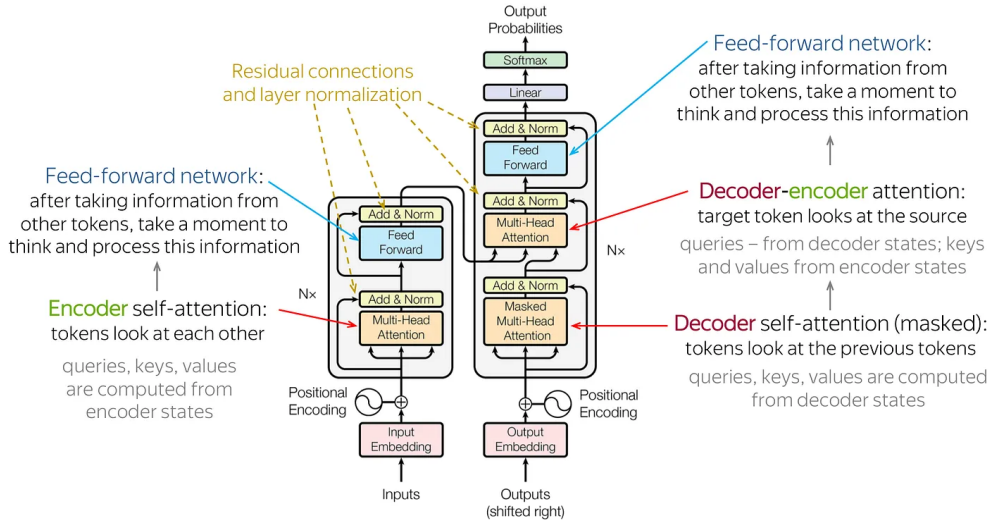 Output
Probabilities
Softmax
Linear
Add & Norm
Feed
Forward
Add & Norm
Multi-Head
Attention
Add & Norm
Masked
Multi-Head
Attention
Nx
Positional
Encoding
Output
Embedding
Outputs
(shifted right)
Residual connections
and layer normalization
Add & Norm
Feed
Forward
Add & Norm
Multi-Head
Attention
Nx
Positional
Encoding
Input
Embedding
Inputs
Feed-forward network:
after taking information from
other tokens, take a moment to
think and process this information
Encoder self-attention:
tokens look at each other
queries, keys, values
are computed from
encoder states
Feed-forward network:
after taking information from
other tokens, take a moment to
think and process this information
Decoder-encoder attention:
target token looks at the source
queries – from decoder states; keys
and values from encoder states
Decoder self-attention (masked):
tokens look at the previous tokens
queries, keys, values are computed
from decoder states